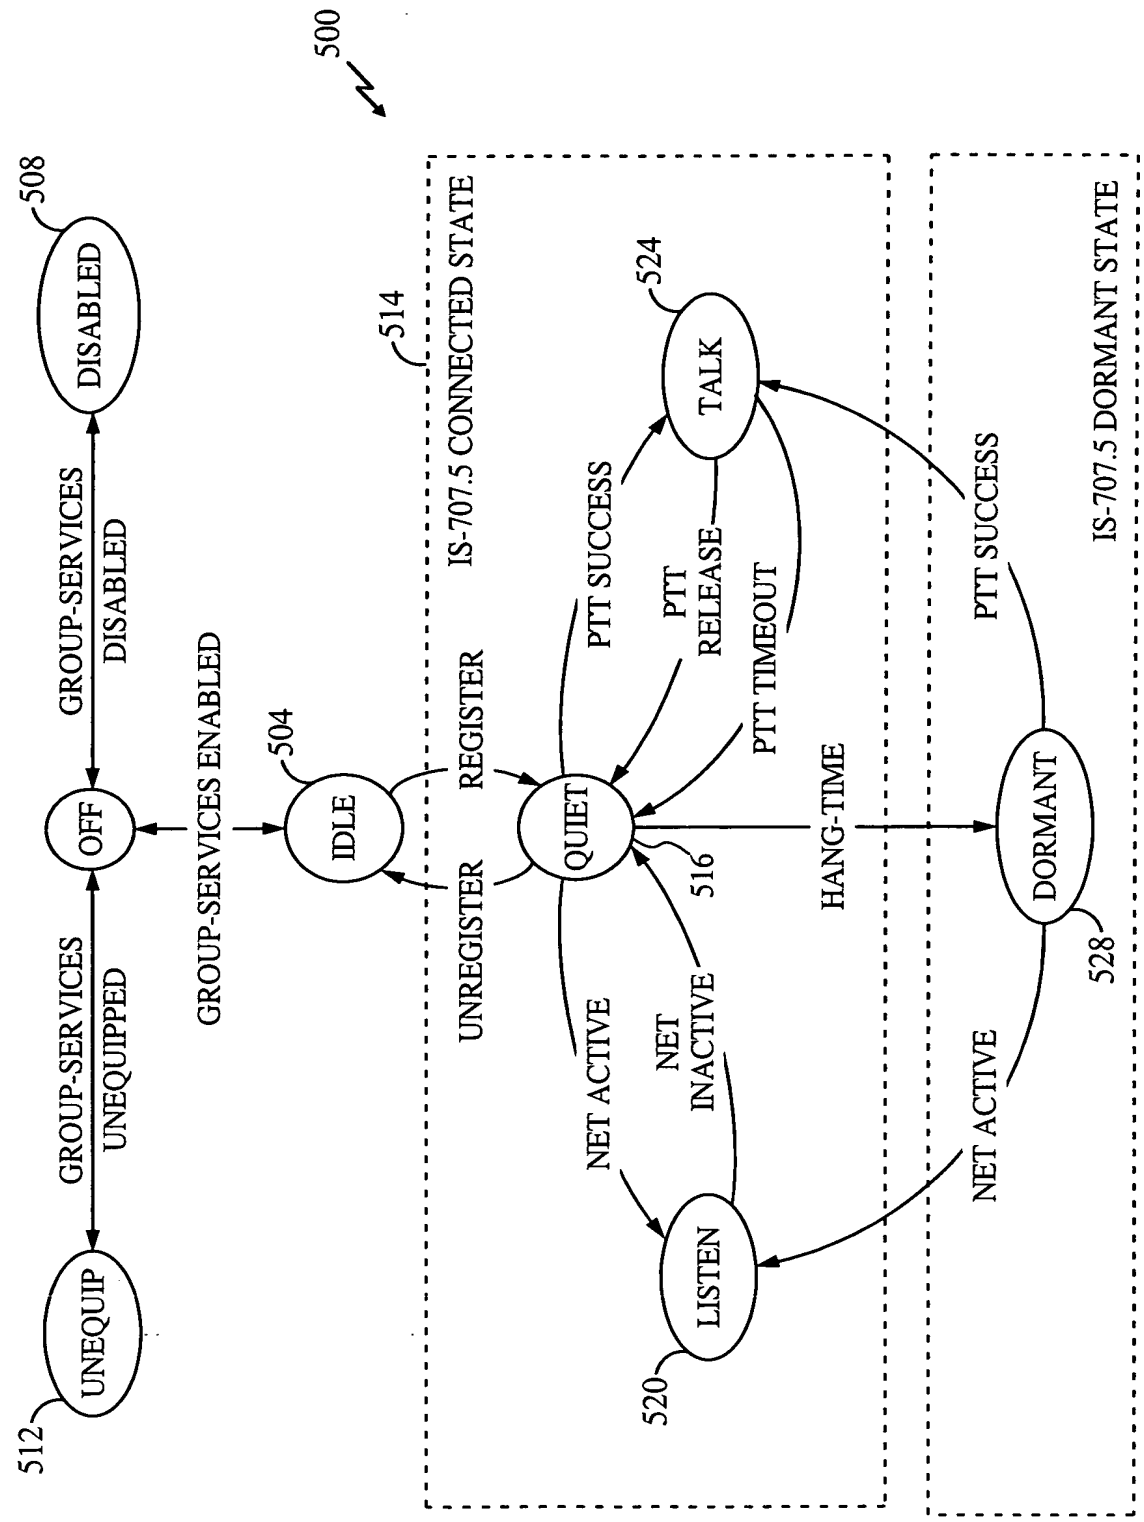 500
512
UNEQUIP
GROUP-SERVICES
UNEQUIPPED
OFF
GROUP-SERVICES
DISABLED
DISABLED
508
GROUP-SERVICES ENABLED
504
IDLE
514
UNREGISTER
REGISTER
IS-707.5 CONNECTED STATE
QUIET
516
NET ACTIVE
NET
INACTIVE
PTT SUCCESS
PTT
RELEASE
PTT TIMEOUT
520
LISTEN
TALK
524
HANG-TIME
NET ACTIVE
PTT SUCCESS
528
DORMANT
IS-707.5 DORMANT STATE